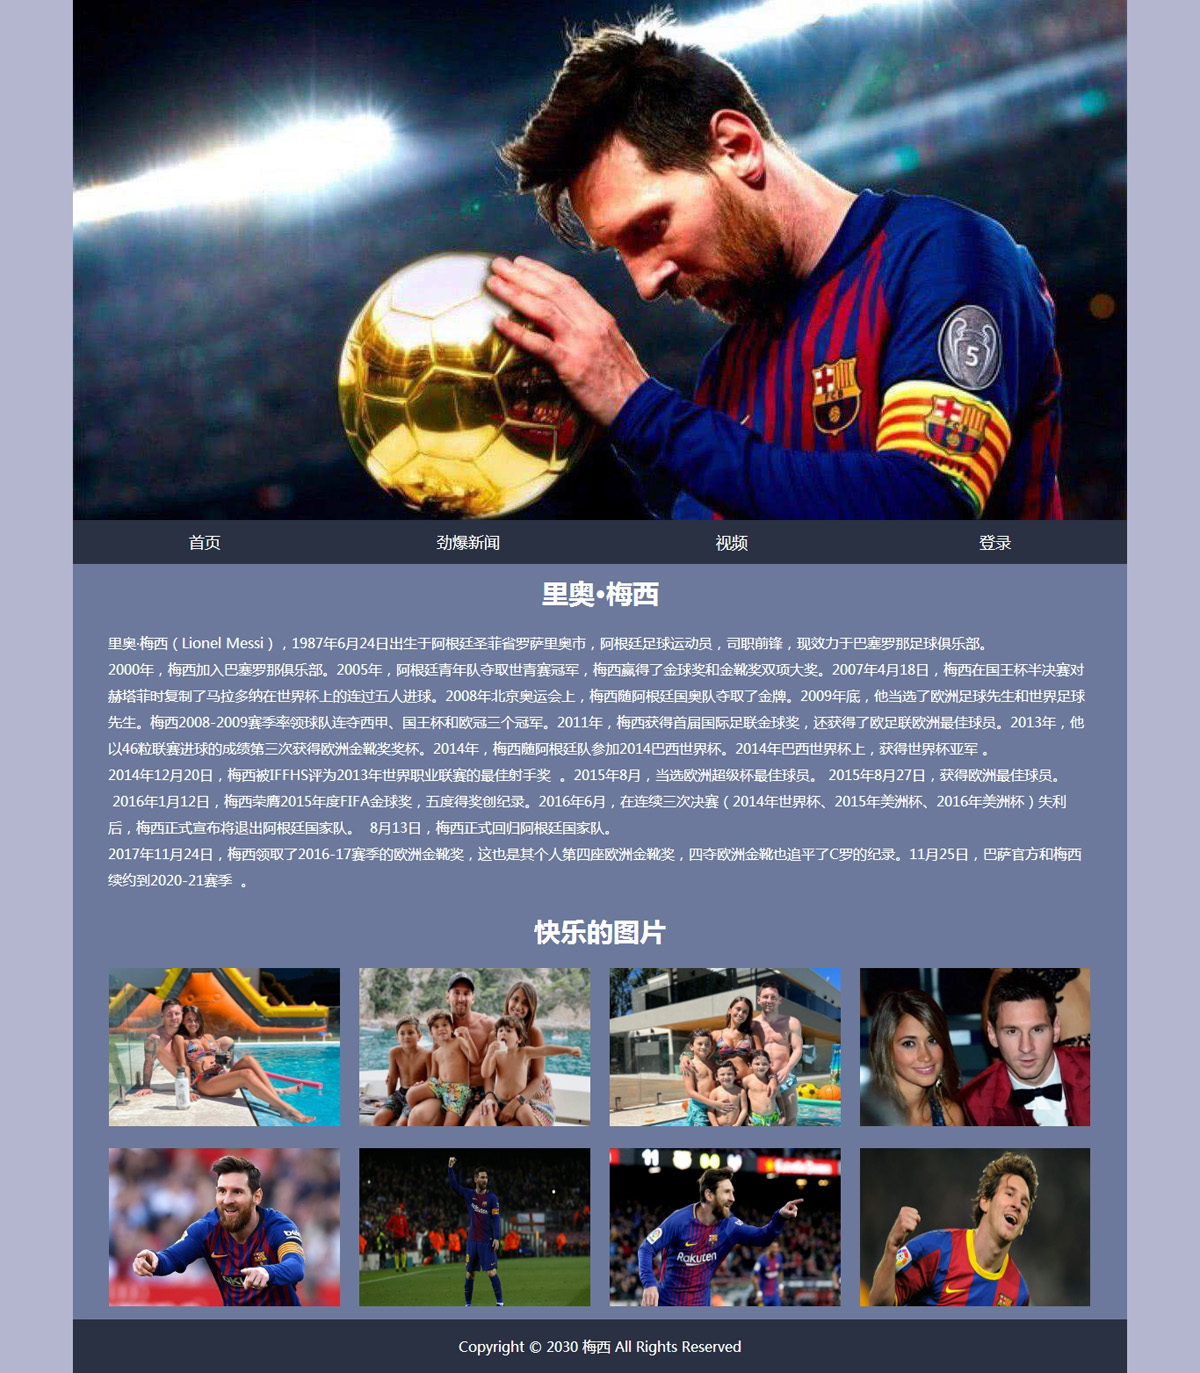 5
FCB
首页 劲爆新闻 视频 登录
里奥•梅西
里奥·梅西（Lionel Messi），1987年6月24日出生于阿根廷圣菲省罗萨里奥市，阿根廷足球运动员，司职前锋，现效力于巴塞罗那足球俱乐部。
2000年，梅西加入巴塞罗那俱乐部。2005年，阿根廷青年队夺取世青赛冠军，梅西赢得了金球奖和金靴奖双项大奖。2007年4月18日，梅西在国王杯半决赛对
赫塔菲时复制了马拉多纳在世界杯上的连过五人进球。2008年北京奥运会上，梅西随阿根廷国奥队夺取了金牌。2009年底，他当选了欧洲足球先生和世界足球
先生。梅西2008-2009赛季率领球队连夺西甲、国王杯和欧冠三个冠军。2011年，梅西获得首届国际足联金球奖，还获得了欧足联欧洲最佳球员。2013年，他
以46粒联赛进球的成绩第三次获得欧洲金靴奖奖杯。2014年，梅西随阿根廷队参加2014巴西世界杯。2014年巴西世界杯上，获得世界杯亚军 。
2014年12月20日，梅西被IFFHS评为2013年世界职业联赛的最佳射手奖 。2015年8月，当选欧洲超级杯最佳球员。 2015年8月27日，获得欧洲最佳球员。
2016年1月12日，梅西荣膺2015年度FIFA金球奖，五度得奖创纪录。2016年6月，在连续三次决赛（2014年世界杯、2015年美洲杯、2016年美洲杯）失利
后，梅西正式宣布将退出阿根廷国家队。 8月13日，梅西正式回归阿根廷国家队。
2017年11月24日，梅西领取了2016-17赛季的欧洲金靴奖，这也是其个人第四座欧洲金靴奖，四夺欧洲金靴也追平了C罗的纪录。11月25日，巴萨官方和梅西
续约到2020-21赛季 。
快乐的图片
Rakuten
Copyright © 2030 梅西 All Rights Reserved